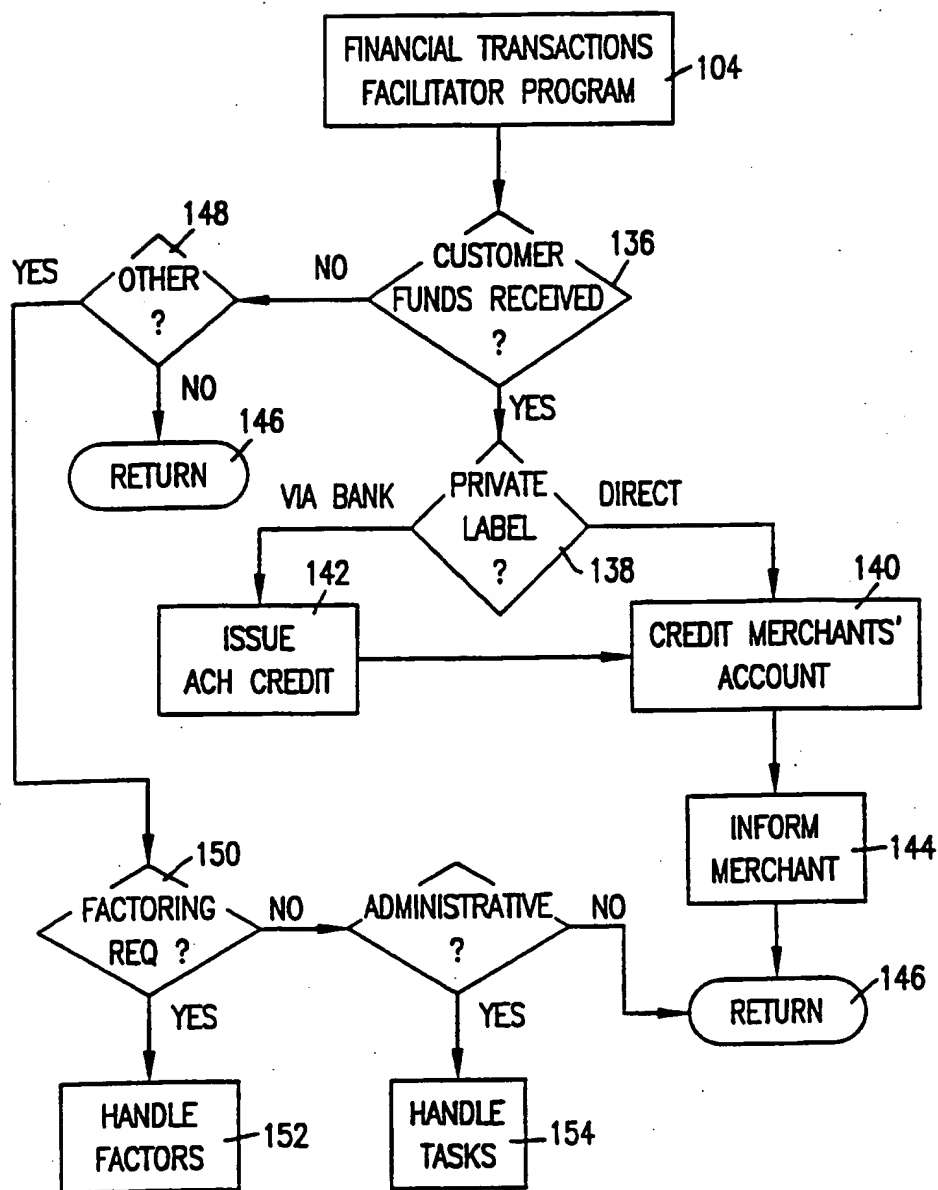 FINANCIAL TRANSACTIONS
FACILITATOR PROGRAM
104
148
YES
OTHER
?
NO
CUSTOMER
FUNDS RECEIVED
?
136
NO
YES
146
RETURN
VIA BANK
PRIVATE
LABEL
?
DIRECT
138
142
ISSUE
ACH CREDIT
140
CREDIT MERCHANTS'
ACCOUNT
INFORM
MERCHANT
144
150
FACTORING
REQ ?
NO
ADMINISTRATIVE
?
NO
YES
YES
146
RETURN
HANDLE
FACTORS
152
HANDLE
TASKS
154